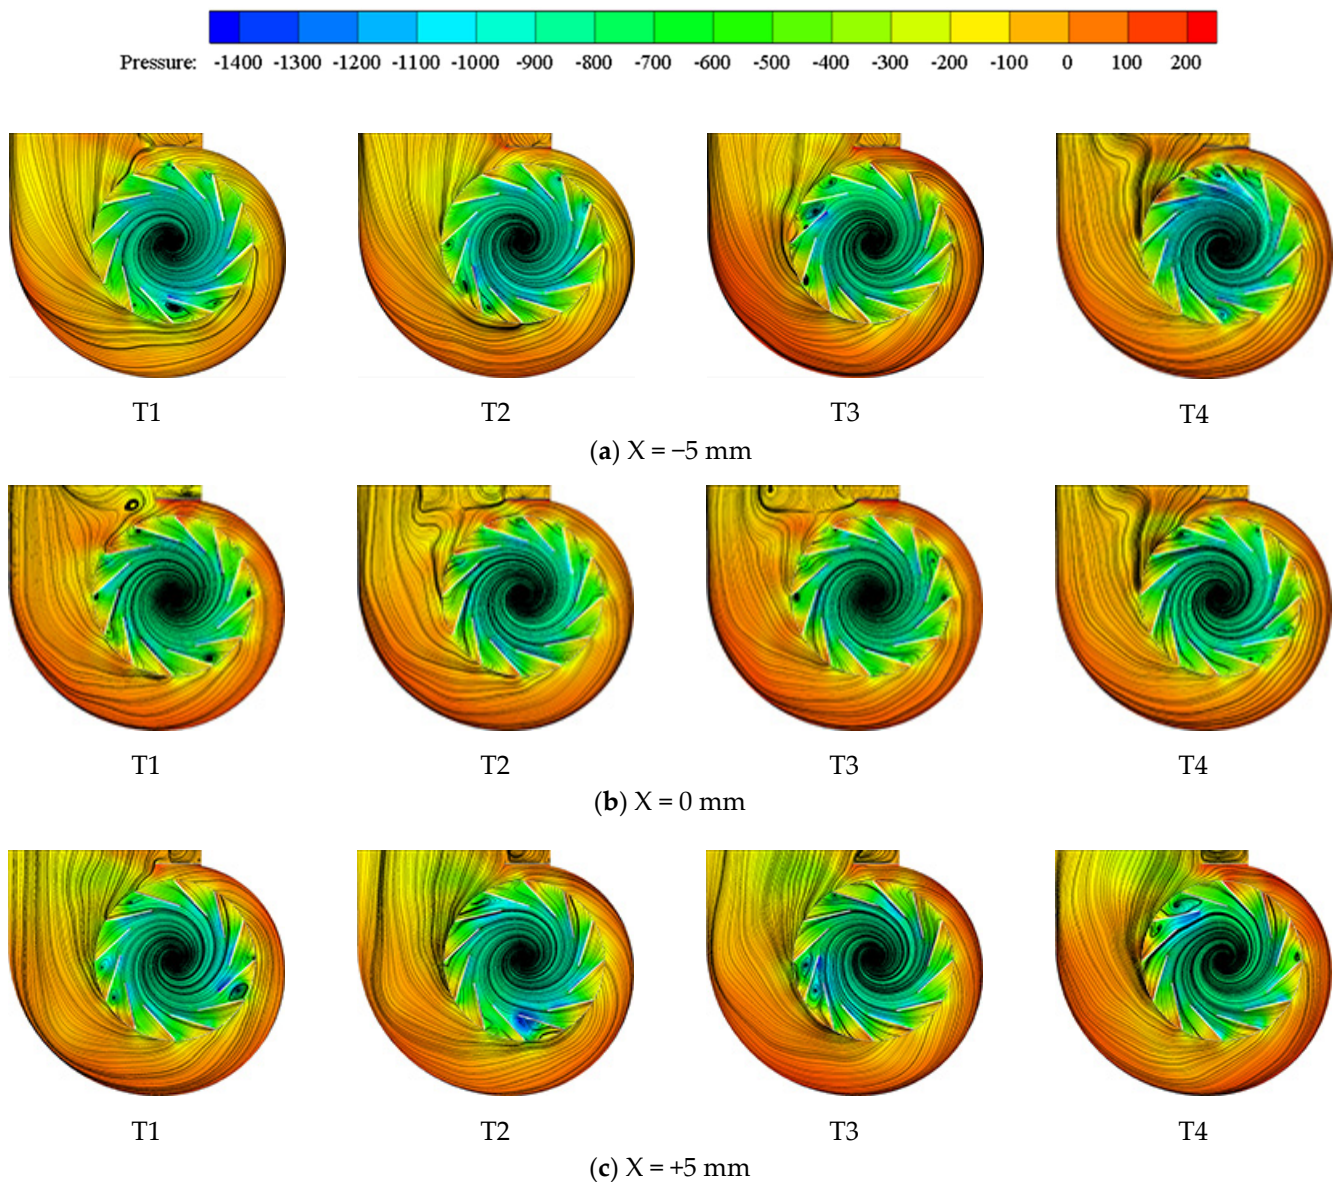 Pressure: -1400 -1300 -1200 -1100 -1000 -900 -800 -700 -600 -500 -400 -300 -200 -100 0 100 200
T1 T2 T3 T4
(a) X = −5 mm
T1 T2 T3 T4
(b) X = 0 mm
T1 T2 T3 T4
(c) X = +5 mm